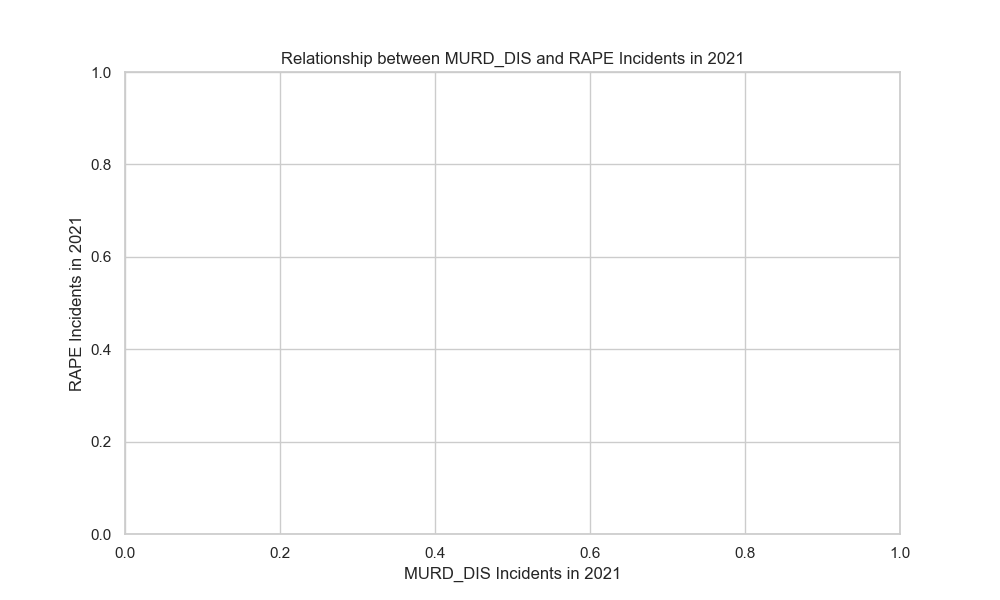 Relationship between MURD_DIS and RAPE Incidents in 2021
1.0
0.8
0.6
0.4
0.2
0.0
RAPE Incidents in 2021
0.0 0.2 0.4 0.6 0.8 1.0
MURD_DIS Incidents in 2021